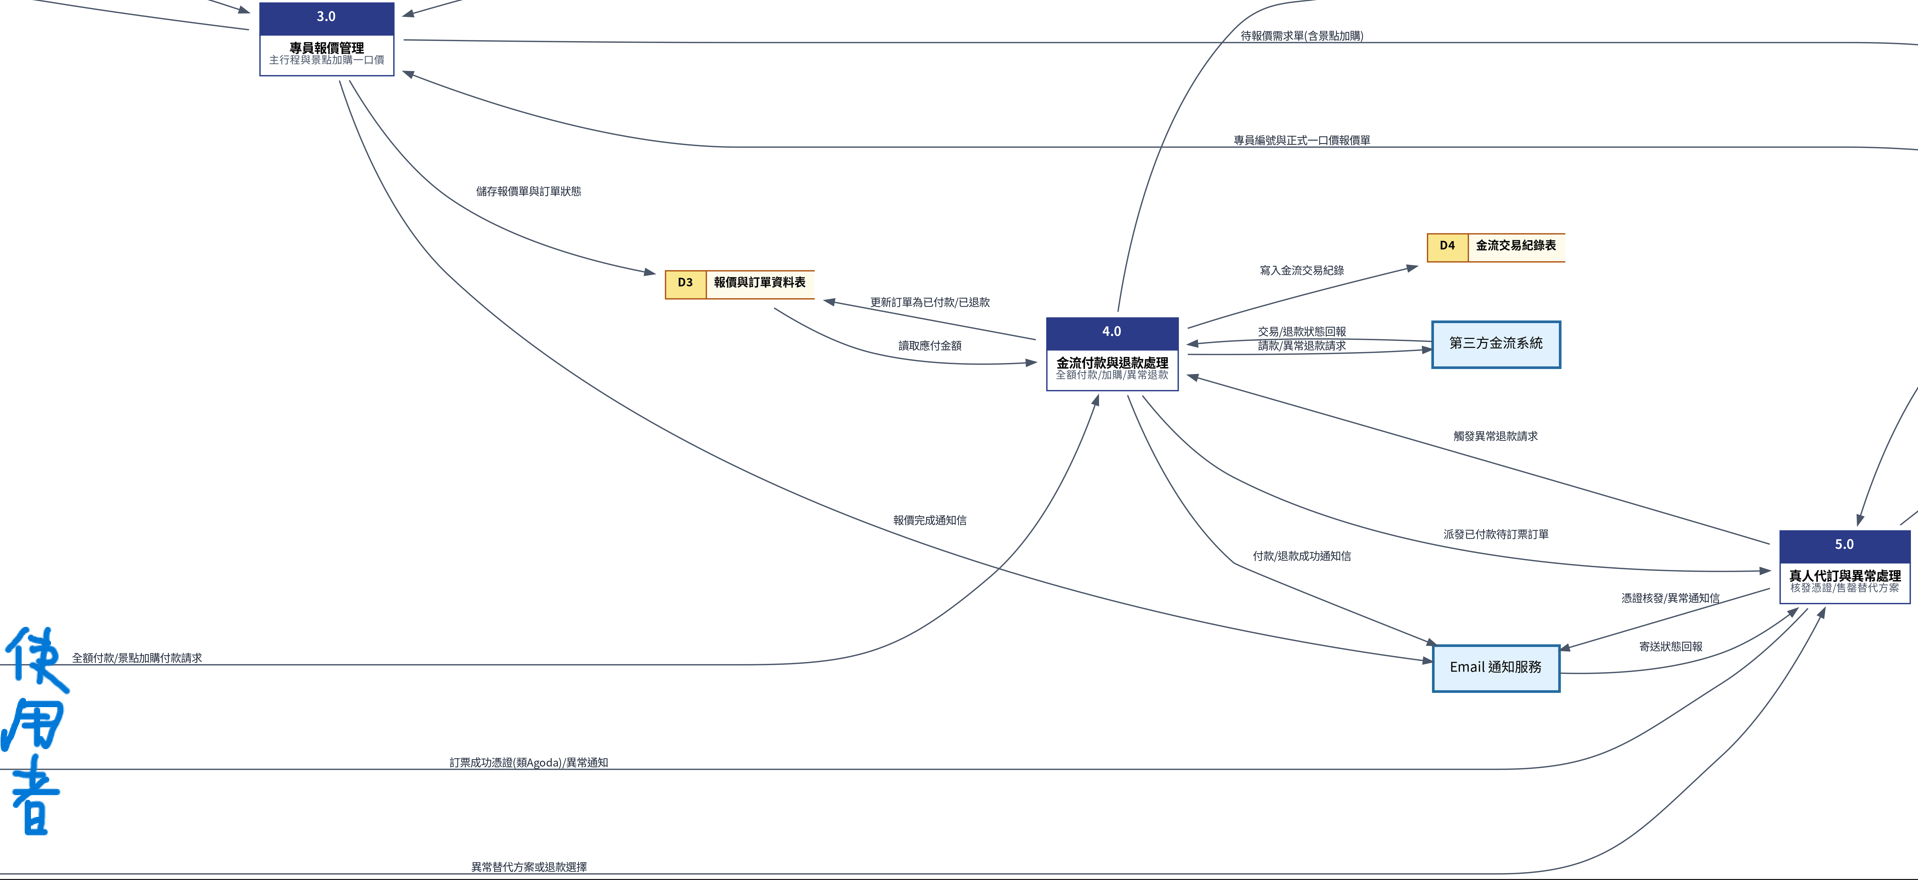 3.0
專員報價管理
主行程與景點加購一口價
待報價需求單(含景點加購)
專員編號與正式一口價報價單
儲存報價單與訂單狀態
D3 報價與訂單資料表
更新訂單為已付款/已退款
讀取應付金額
D4 金流交易紀錄表
寫入金流交易紀錄
4.0
金流付款與退款處理
全額付款/加購/異常退款
交易/退款狀態回報
請款/異常退款請求
第三方金流系統
觸發異常退款請求
報價完成通知信
付款/退款成功通知信
派發已付款待訂票訂單
5.0
真人代訂與異常處理
核發憑證/售罄替代方案
憑證核發/異常通知信
寄送狀態回報
Email 通知服務
使用者
全額付款/景點加購付款請求
訂票成功憑證(類Agoda)/異常通知
異常替代方案或退款選擇